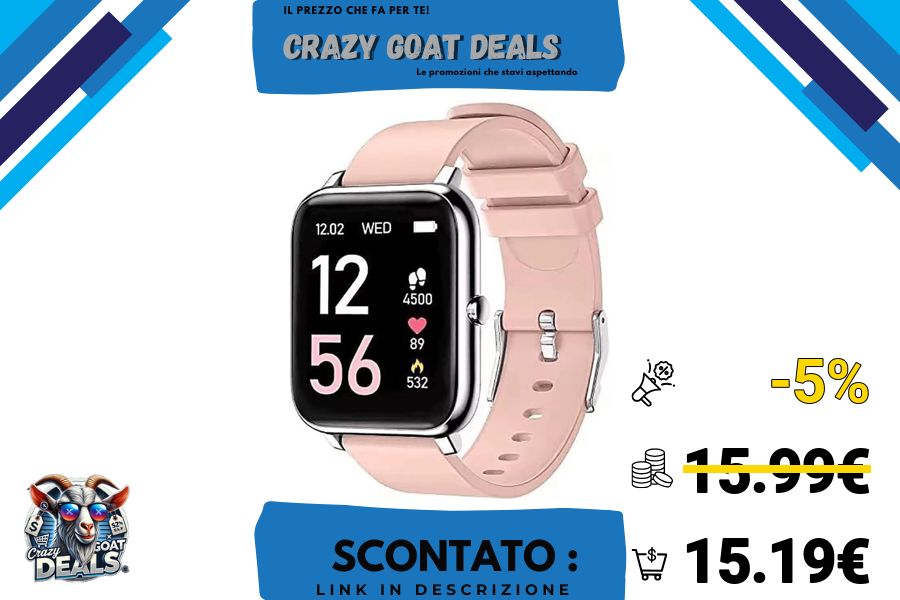 IL PREZZO CHE FA PER TE!
CRAZY GOAT DEALS
Le promozioni che stavi aspettando
12.02 WED
12
56
4500
89
532
-5%
15.99€
15.19€
SCONTATO :
LINK IN DESCRIZIONE
$
Crazy
GOAT
DEALS